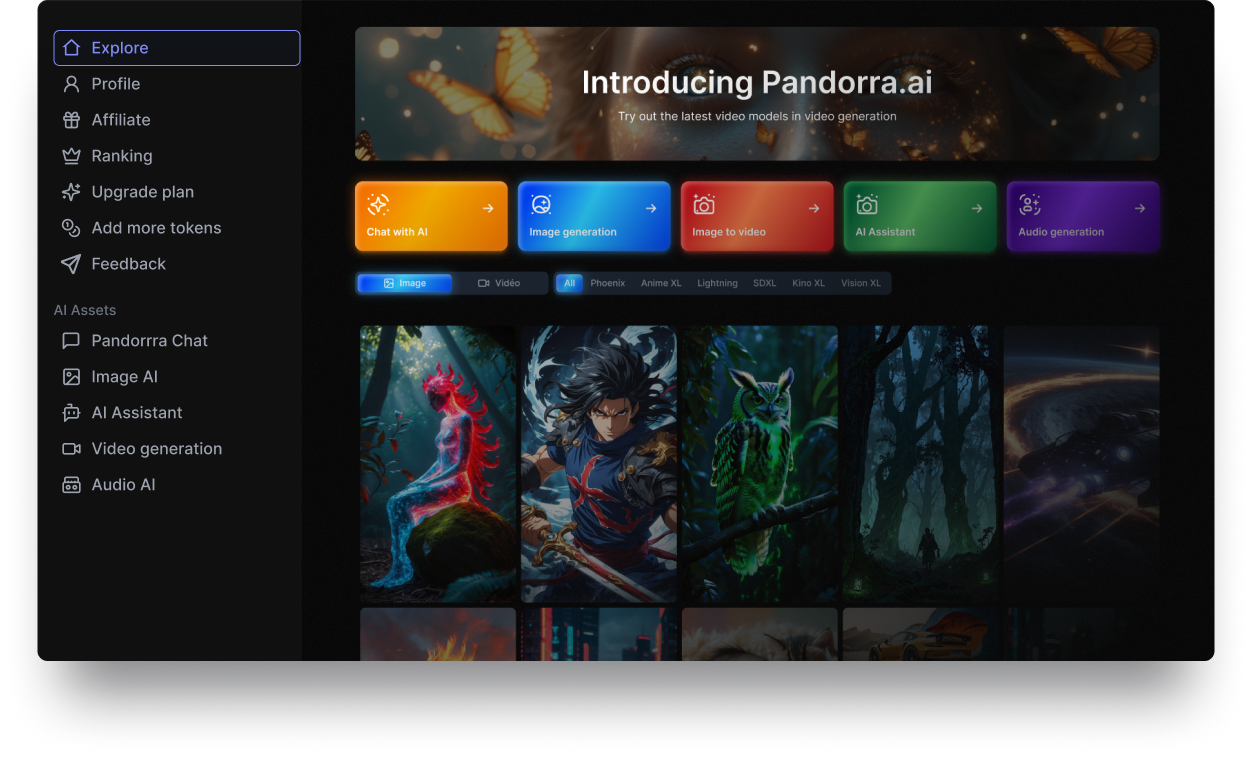 Explore
Profile
Affiliate
Ranking
Upgrade plan
Add more tokens
Feedback
AI Assets
Pandorrra Chat
Image AI
AI Assistant
Video generation
Audio AI
Introducing Pandorra.ai
Try out the latest video models in video generation
Chat with AI
Image generation
Image to video
AI Assistant
Audio generation
Image Vidéo All Phoenix Anime XL Lightning SDXL Kino XL Vision XL